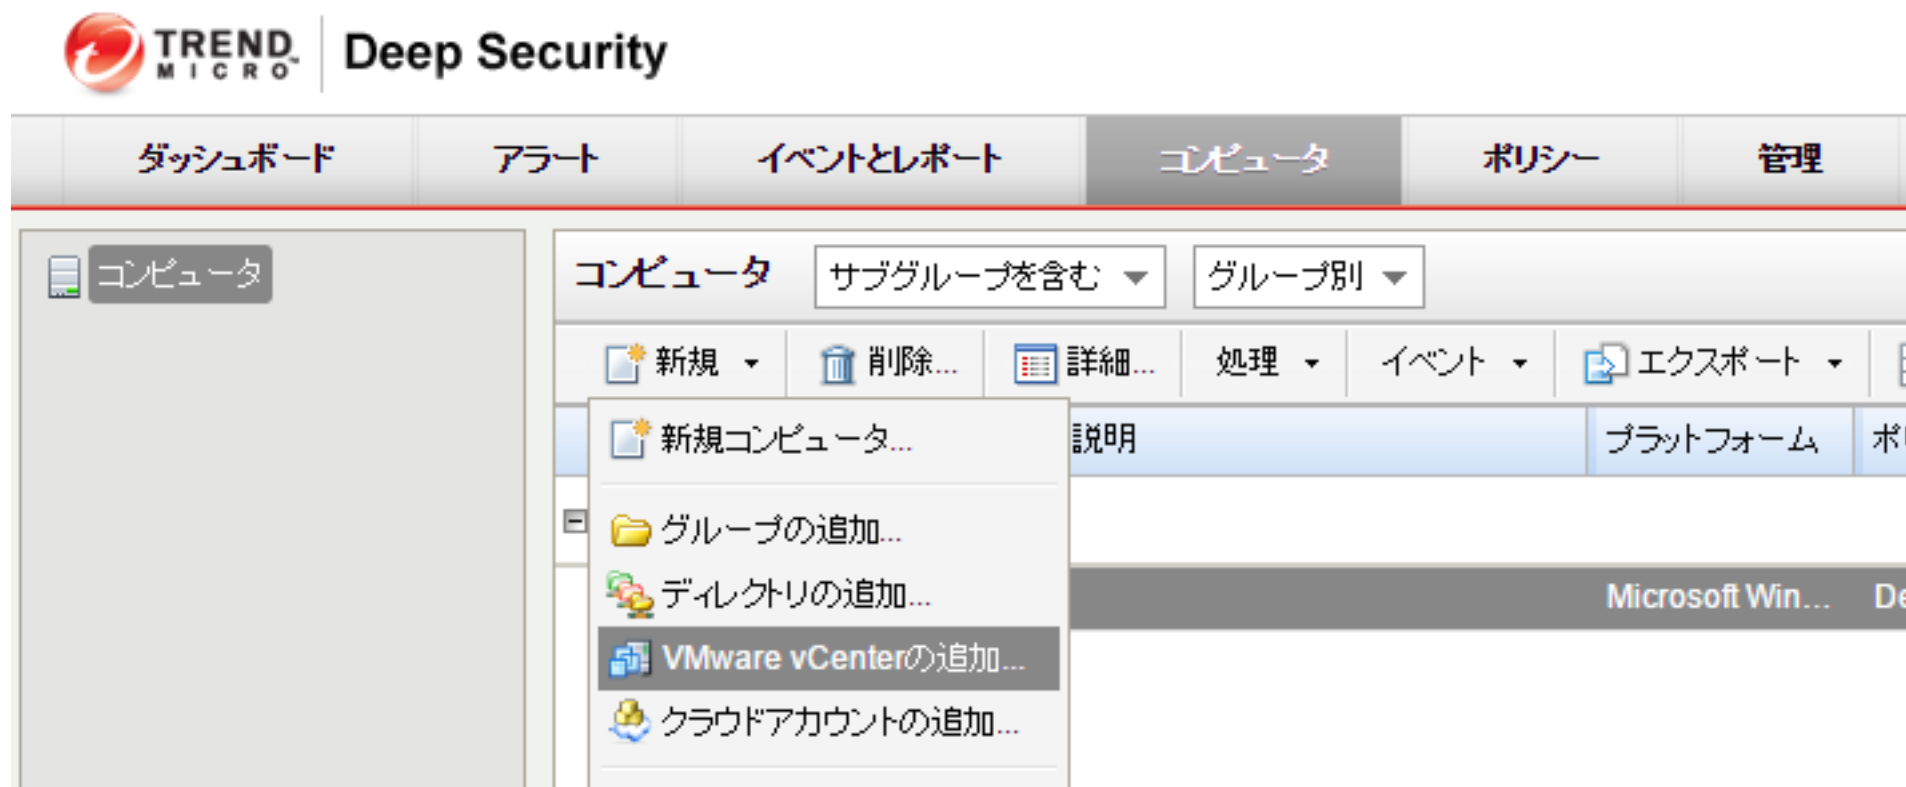 TREND MICRO™ Deep Security
ダッシュボード アラート イベントとレポート コンピュータ ポリシー 管理
コンピュータ
コンピュータ サブグループを含む グループ別
新規 削除... 詳細... 処理 イベント エクスポート
説明 プラットフォーム ポ
新規コンピュータ...
グループの追加...
ディレクトリの追加...
Microsoft Win... De
VMware vCenterの追加...
クラウドアカウントの追加...